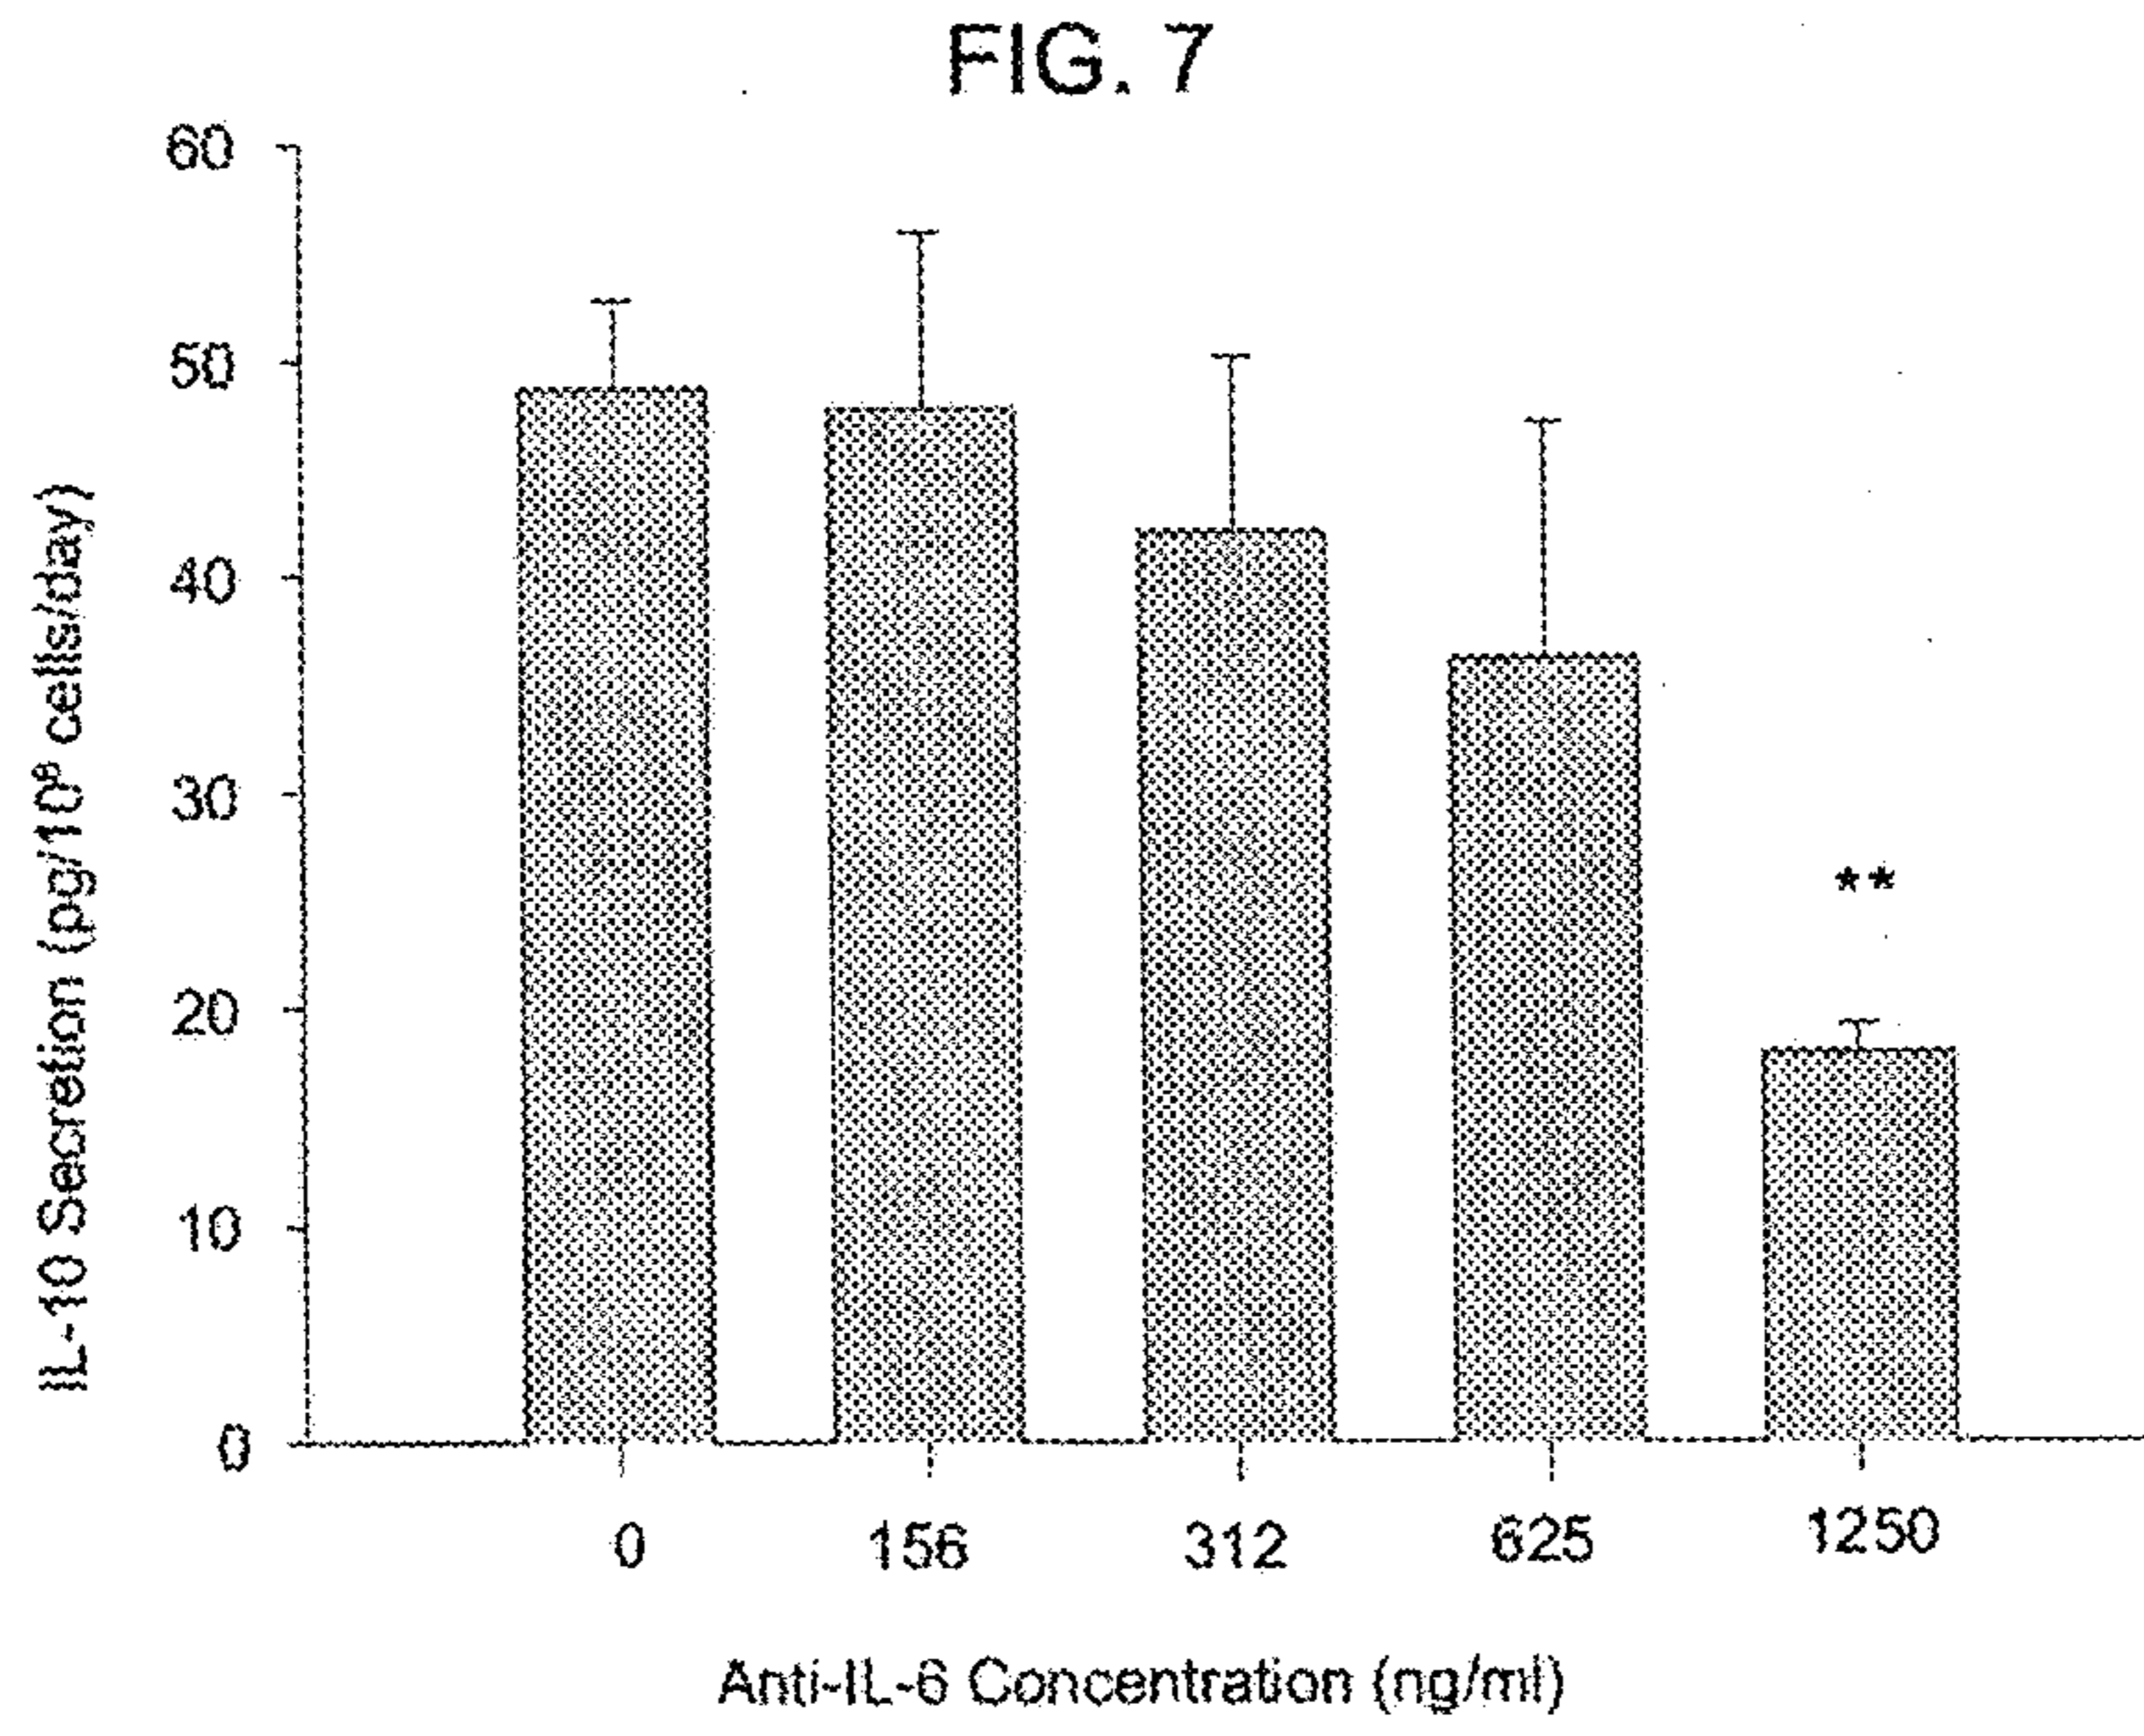 FIG. 7
60
50
40
30
20
10
0
IL-10 Secretion (pg/10⁸ cells/day)
**
0 156 312 625 1250
Anti-IL-6 Concentration (ng/ml)